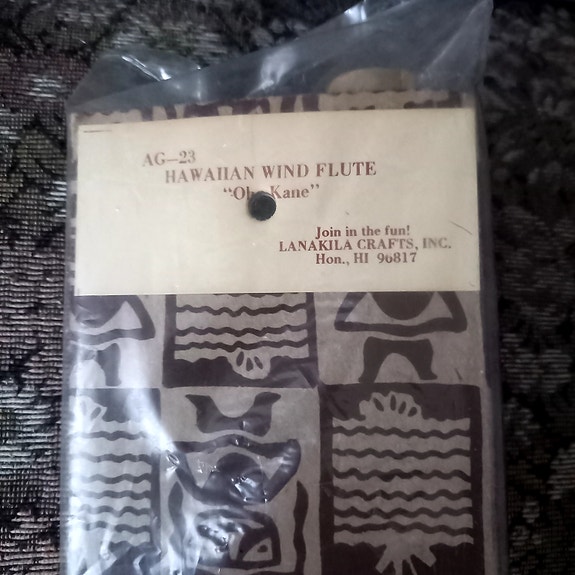 AG—23
HAWAIIAN WIND FLUTE
Kane"
Join in the fun!
LANAKILA CRAFTS, INC.
Hon., HI 96817